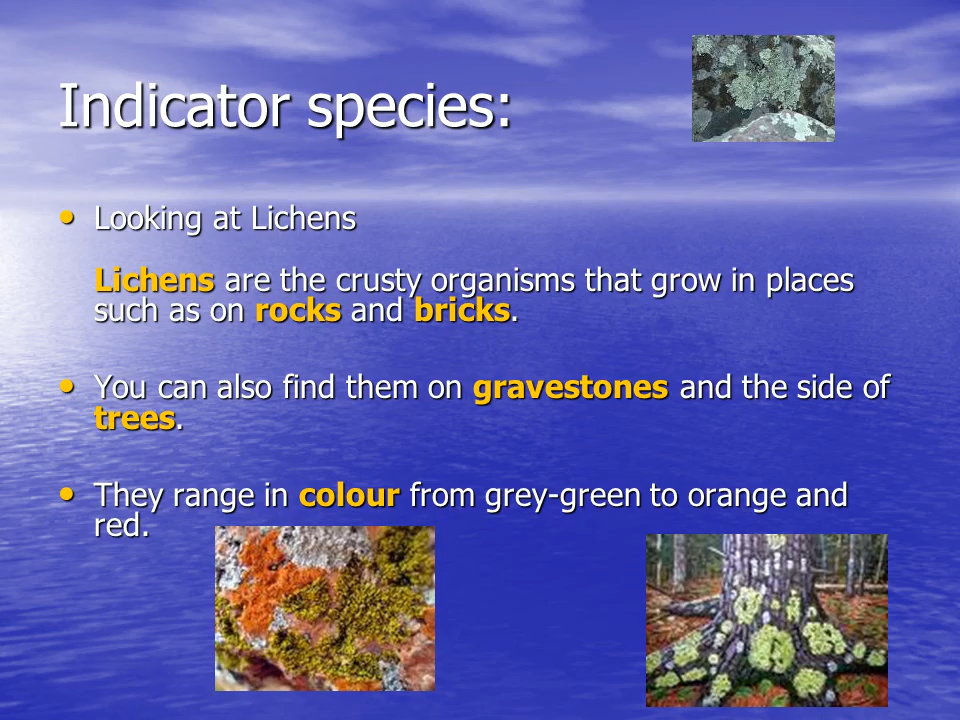 Indicator species:
• Looking at Lichens
Lichens are the crusty organisms that grow in places
such as on rocks and bricks.
• You can also find them on gravestones and the side of
trees.
• They range in colour from grey-green to orange and
red.